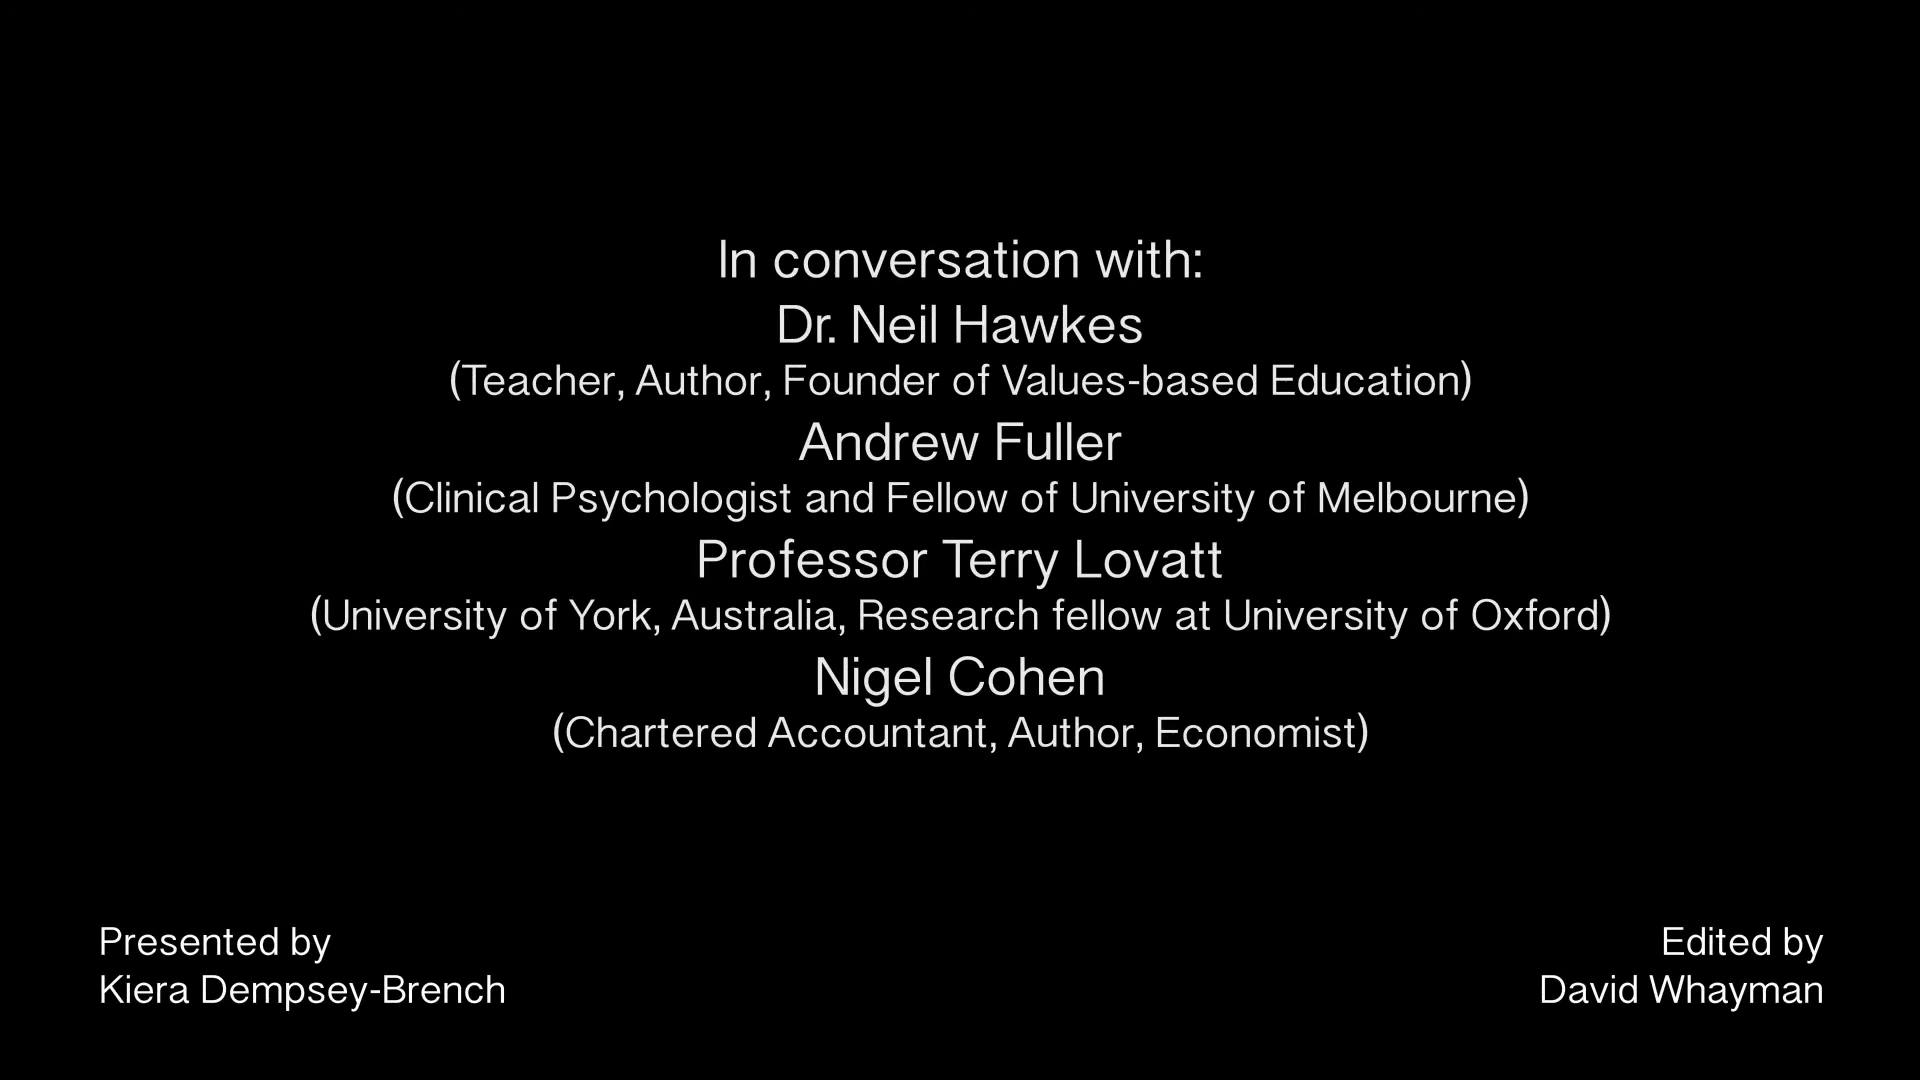 In conversation with:
Dr. Neil Hawkes
(Teacher, Author, Founder of Values-based Education)
Andrew Fuller
(Clinical Psychologist and Fellow of University of Melbourne)
Professor Terry Lovatt
(University of York, Australia, Research fellow at University of Oxford)
Nigel Cohen
(Chartered Accountant, Author, Economist)
Presented by
Kiera Dempsey-Brench
Edited by
David Whayman